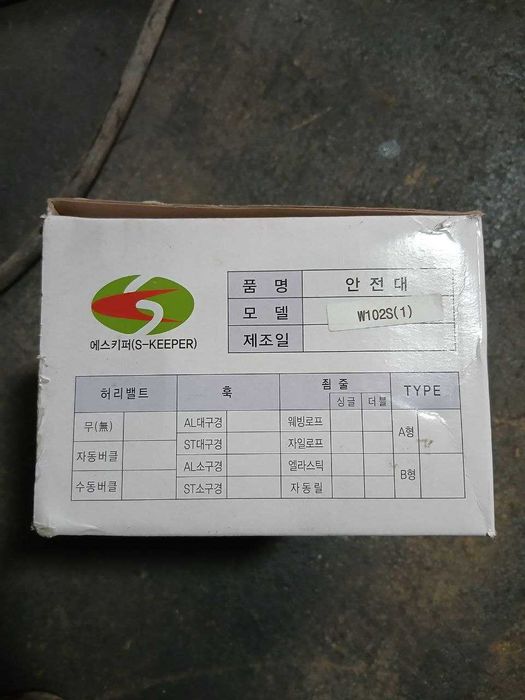 품 명 안 전 대
모 델 W102S(1)
제조일
에스키퍼(S-KEEPER)
허리밸트 훅 죔 줄 TYPE
싱글 더블
무(無) AL대구경 웨빙로프 A형
자동버클 ST대구경 자일로프
AL소구경 엘라스틱 B형
수동버클 ST소구경 자동릴